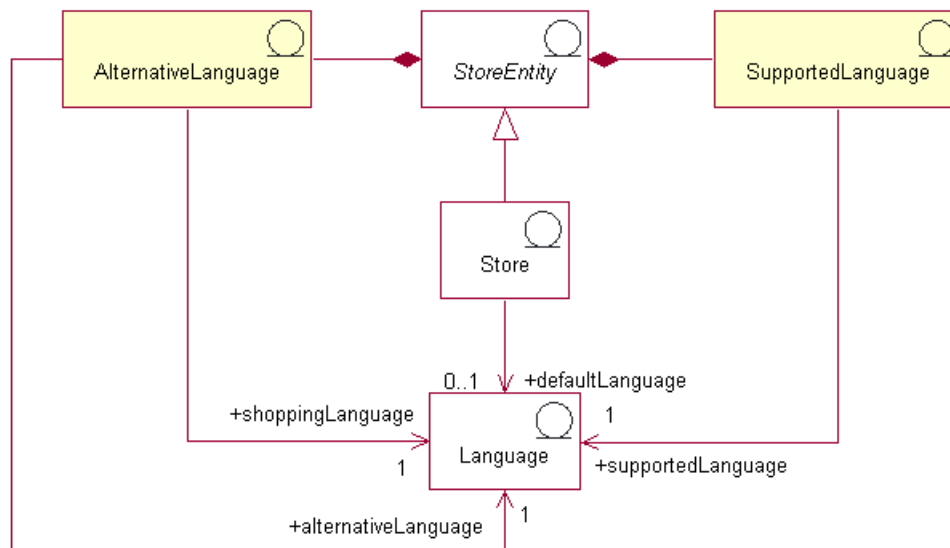 AlternativeLanguage
StoreEntity
SupportedLanguage
Store
0..1
+defaultLanguage
+shoppingLanguage
1
1
Language
+supportedLanguage
+alternativeLanguage
1